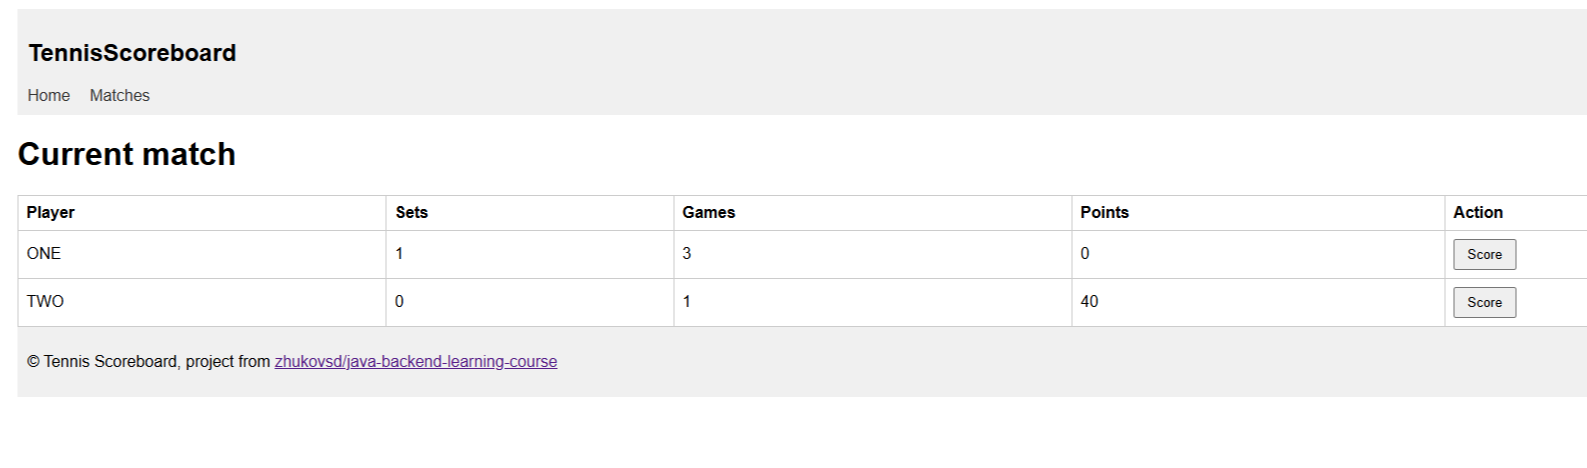 TennisScoreboard
Home Matches
Current match
Player Sets Games Points Action
ONE 1 3 0 Score
TWO 0 1 40 Score
© Tennis Scoreboard, project from zhukovsd/java-backend-learning-course